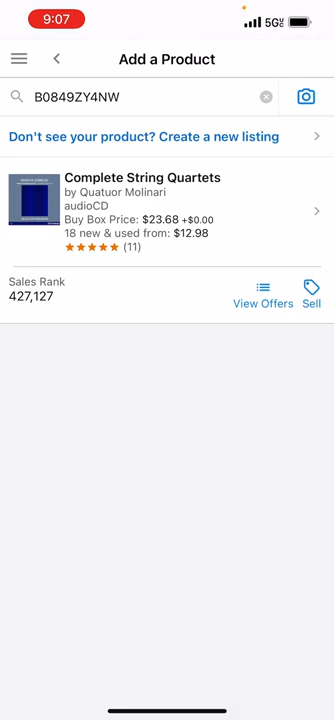 9:07
5G
Add a Product
B0849ZY4NW
Don't see your product? Create a new listing
Complete String Quartets
by Quatuor Molinari
audioCD
Buy Box Price: $23.68 +$0.00
18 new & used from: $12.98
(11)
Sales Rank
427,127
View Offers
Sell